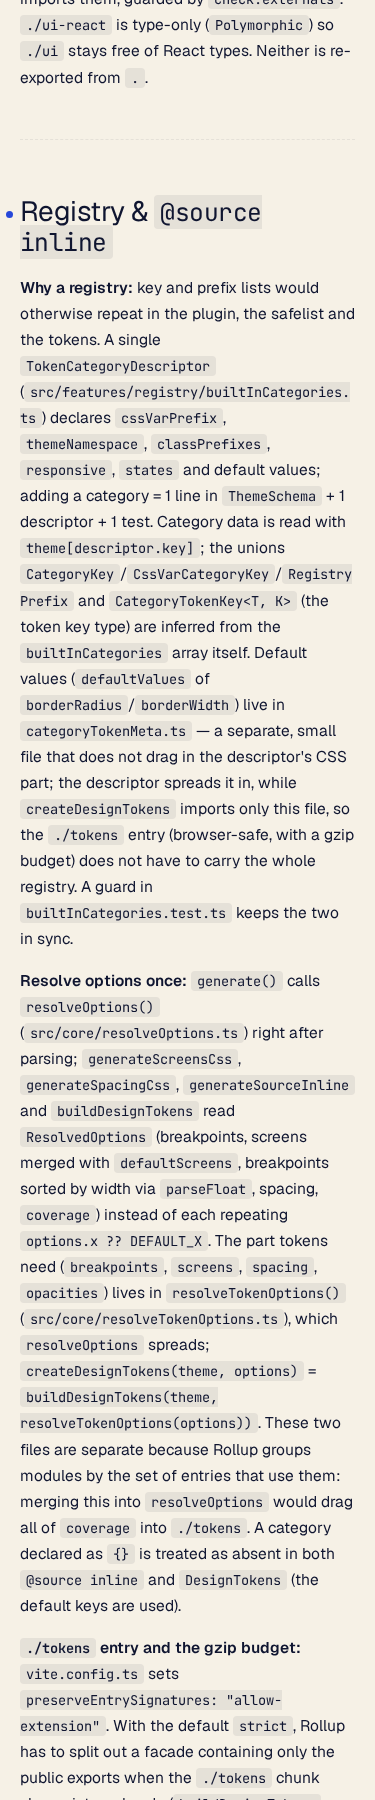 ./ui-react is type-only (Polymorphic) so
./ui stays free of React types. Neither is re-
exported from ..
Registry & @source
inline
Why a registry: key and prefix lists would
otherwise repeat in the plugin, the safelist and
the tokens. A single
TokenCategoryDescriptor
(src/features/registry/builtInCategories.
ts) declares cssVarPrefix,
themeNamespace, classPrefixes,
responsive, states and default values;
adding a category = 1 line in ThemeSchema + 1
descriptor + 1 test. Category data is read with
theme[descriptor.key]; the unions
CategoryKey/CssVarCategoryKey/Registry
Prefix and CategoryTokenKey<T, K> (the
token key type) are inferred from the
builtInCategories array itself. Default
values (defaultValues of
borderRadius/borderWidth) live in
categoryTokenMeta.ts — a separate, small
file that does not drag in the descriptor's CSS
part; the descriptor spreads it in, while
createDesignTokens imports only this file, so
the ./tokens entry (browser-safe, with a gzip
budget) does not have to carry the whole
registry. A guard in
builtInCategories.test.ts keeps the two
in sync.
Resolve options once: generate() calls
resolveOptions()
(src/core/resolveOptions.ts) right after
parsing; generateScreensCss,
generateSpacingCss, generateSourceInline
and buildDesignTokens read
ResolvedOptions (breakpoints, screens
merged with defaultScreens, breakpoints
sorted by width via parseFloat, spacing,
coverage) instead of each repeating
options.x ?? DEFAULT_X. The part tokens
need (breakpoints, screens, spacing,
opacities) lives in resolveTokenOptions()
(src/core/resolveTokenOptions.ts), which
resolveOptions spreads;
createDesignTokens(theme, options) =
buildDesignTokens(theme,
resolveTokenOptions(options)). These two
files are separate because Rollup groups
modules by the set of entries that use them:
merging this into resolveOptions would drag
all of coverage into ./tokens. A category
declared as {} is treated as absent in both
@source inline and DesignTokens (the
default keys are used).
./tokens entry and the gzip budget:
vite.config.ts sets
preserveEntrySignatures: "allow-
extension". With the default strict, Rollup
has to split out a facade containing only the
public exports when the ./tokens chunk